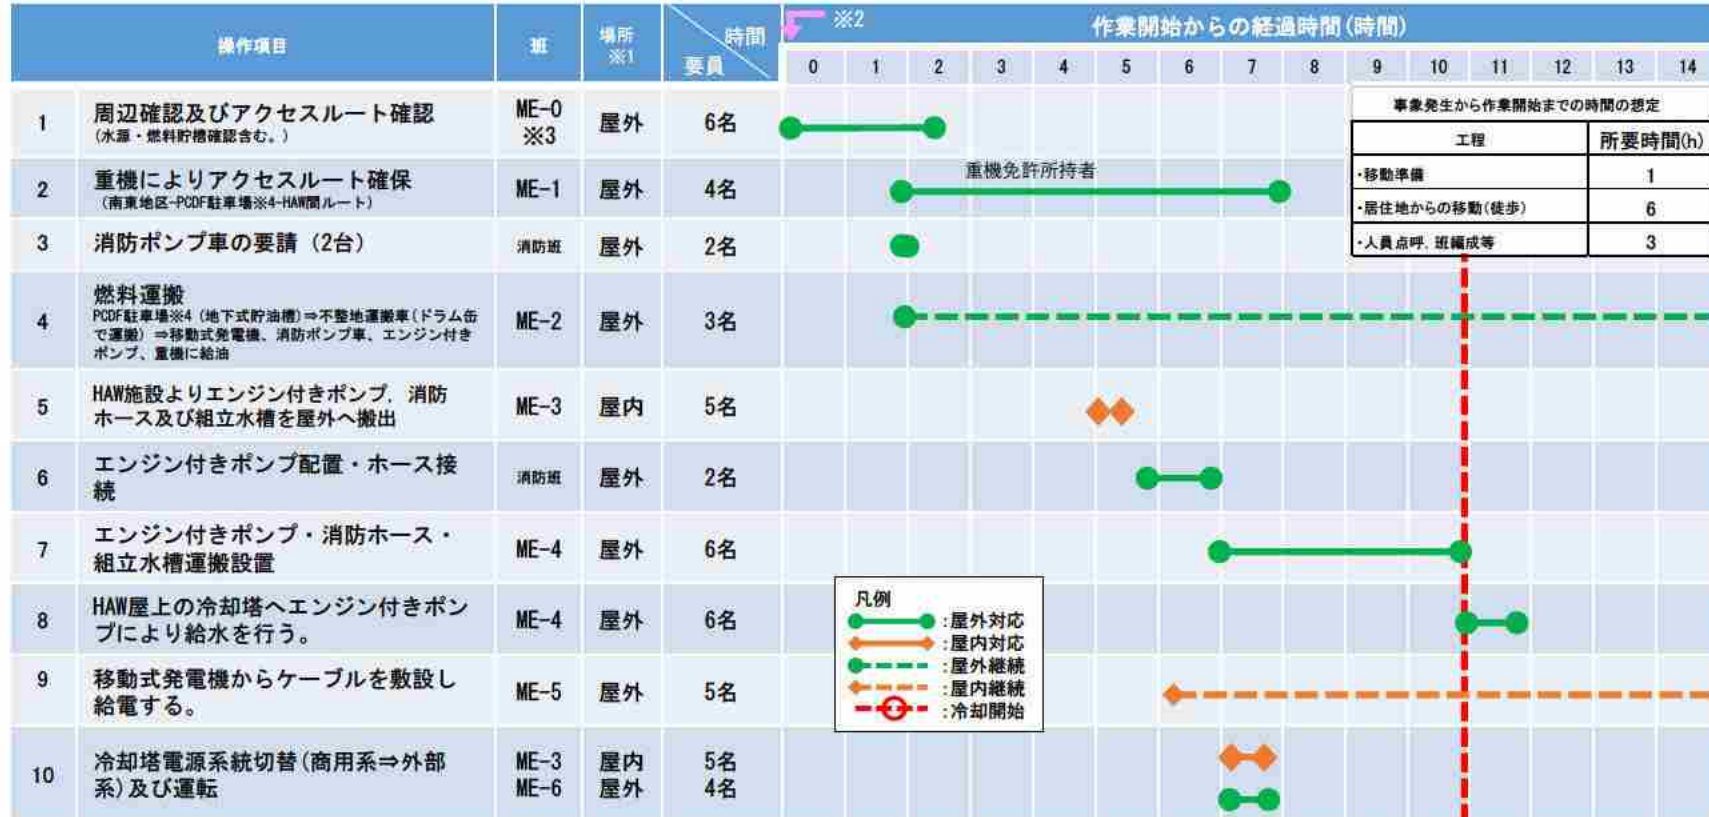 操作項目
班
場所
※1
時間
要員
※2
作業開始からの経過時間(時間)
0 1 2 3 4 5 6 7 8 9 10 11 12 13 14
事象発生から作業開始までの時間の想定
工程 所要時間(h)
・移動準備 1
・居住地からの移動(徒歩) 6
・人員点呼、班編成等 3
1 周辺確認及びアクセスルート確認
(水源・燃料貯槽確認含む。)
ME-0
※3
屋外 6名
2 重機によりアクセスルート確保
(南東地区-PCDF駐車場※4-HAW間ルート)
ME-1 屋外 4名
重機免許所持者
3 消防ポンプ車の要請(2台) 消防班 屋外 2名
4 燃料運搬
PCDF駐車場※4(地下式貯油槽)⇒不整地運搬車(ドラム缶
で運搬)⇒移動式発電機、消防ポンプ車、エンジン付き
ポンプ、重機に給油
ME-2 屋外 3名
5 HAW施設よりエンジン付きポンプ、消防
ホース及び組立水槽を屋外へ搬出
ME-3 屋内 5名
6 エンジン付きポンプ配置・ホース接
続
消防班 屋外 2名
7 エンジン付きポンプ・消防ホース・
組立水槽運搬設置
ME-4 屋外 6名
8 HAW屋上の冷却塔へエンジン付きポン
プにより給水を行う。
ME-4 屋外 6名
9 移動式発電機からケーブルを敷設し
給電する。
ME-5 屋外 5名
10 冷却塔電源系統切替(商用系⇒外部
系)及び運転
ME-3 屋内 5名
ME-6 屋外 4名
凡例
:屋外対応
:屋内対応
:屋外継続
:屋内継続
:冷却開始